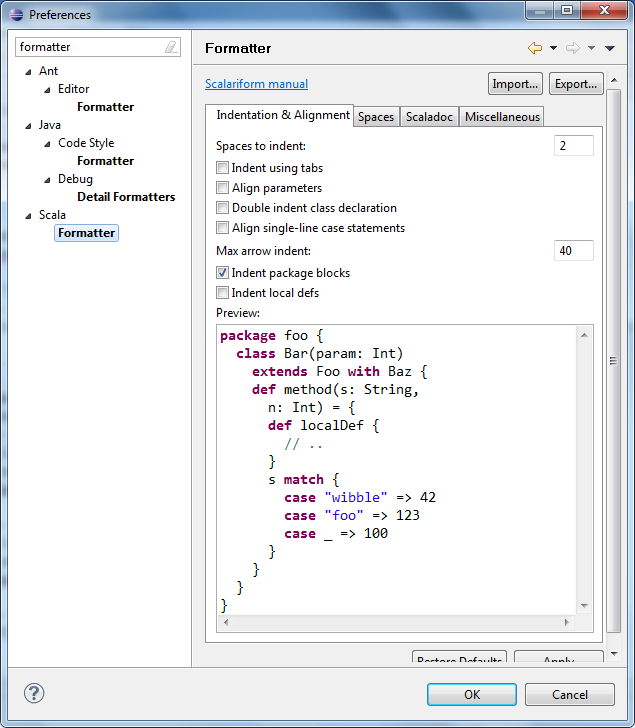 Preferences
formatter
Ant
Editor
Formatter
Java
Code Style
Formatter
Debug
Detail Formatters
Scala
Formatter
Formatter
Scalariform manual
Import...
Export...
Indentation & Alignment
Spaces
Scaladoc
Miscellaneous
Spaces to indent:
2
Indent using tabs
Align parameters
Double indent class declaration
Align single-line case statements
Max arrow indent:
40
Indent package blocks
Indent local defs
Preview:
package foo {
  class Bar(param: Int)
    extends Foo with Baz {
    def method(s: String,
      n: Int) = {
      def localDef {
        // ..
      }
      s match {
        case "wibble" => 42
        case "foo" => 123
        case _ => 100
      }
    }
  }
}
Restore Defaults
Apply
?
OK
Cancel